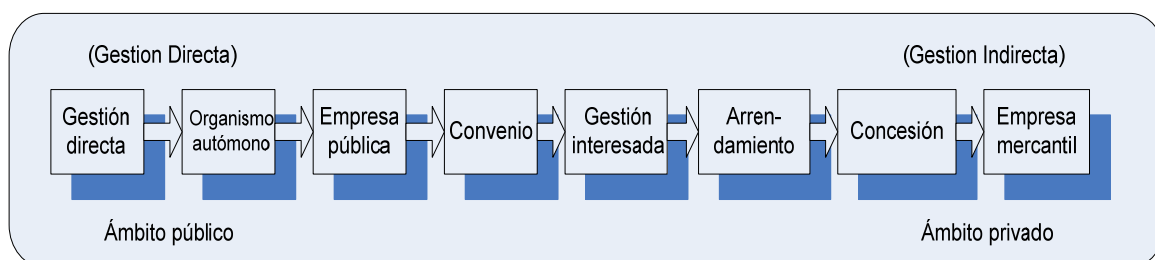 (Gestion Directa)
(Gestion Indirecta)
Gestión
directa
Organismo
autómono
Empresa
pública
Convenio
Gestión
interesada
Arren-
damiento
Concesión
Empresa
mercantil
Ámbito público
Ámbito privado